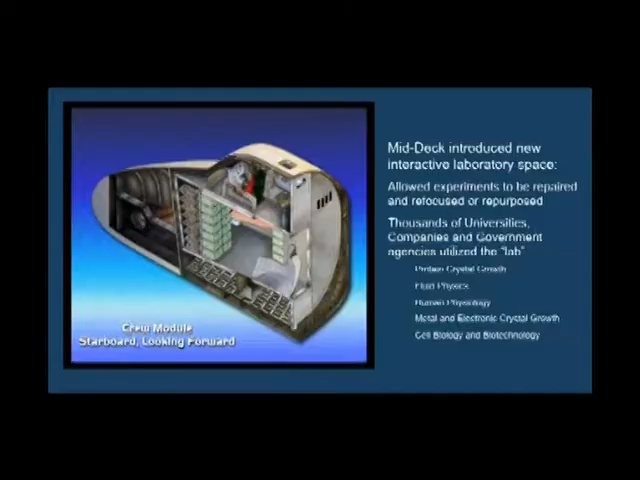 Mid-Deck introduced new
interactive laboratory space:
Allowed experiments to be repaired
and refocused or repurposed
Thousands of Universities,
Companies and Government
agencies utilized the "lab"
Protein Crystal Growth
Fluid Physics
Human Physiology
Metal and Electronic Crystal Growth
Cell Biology and Biotechnology
Crew Module
Starboard, Looking Forward